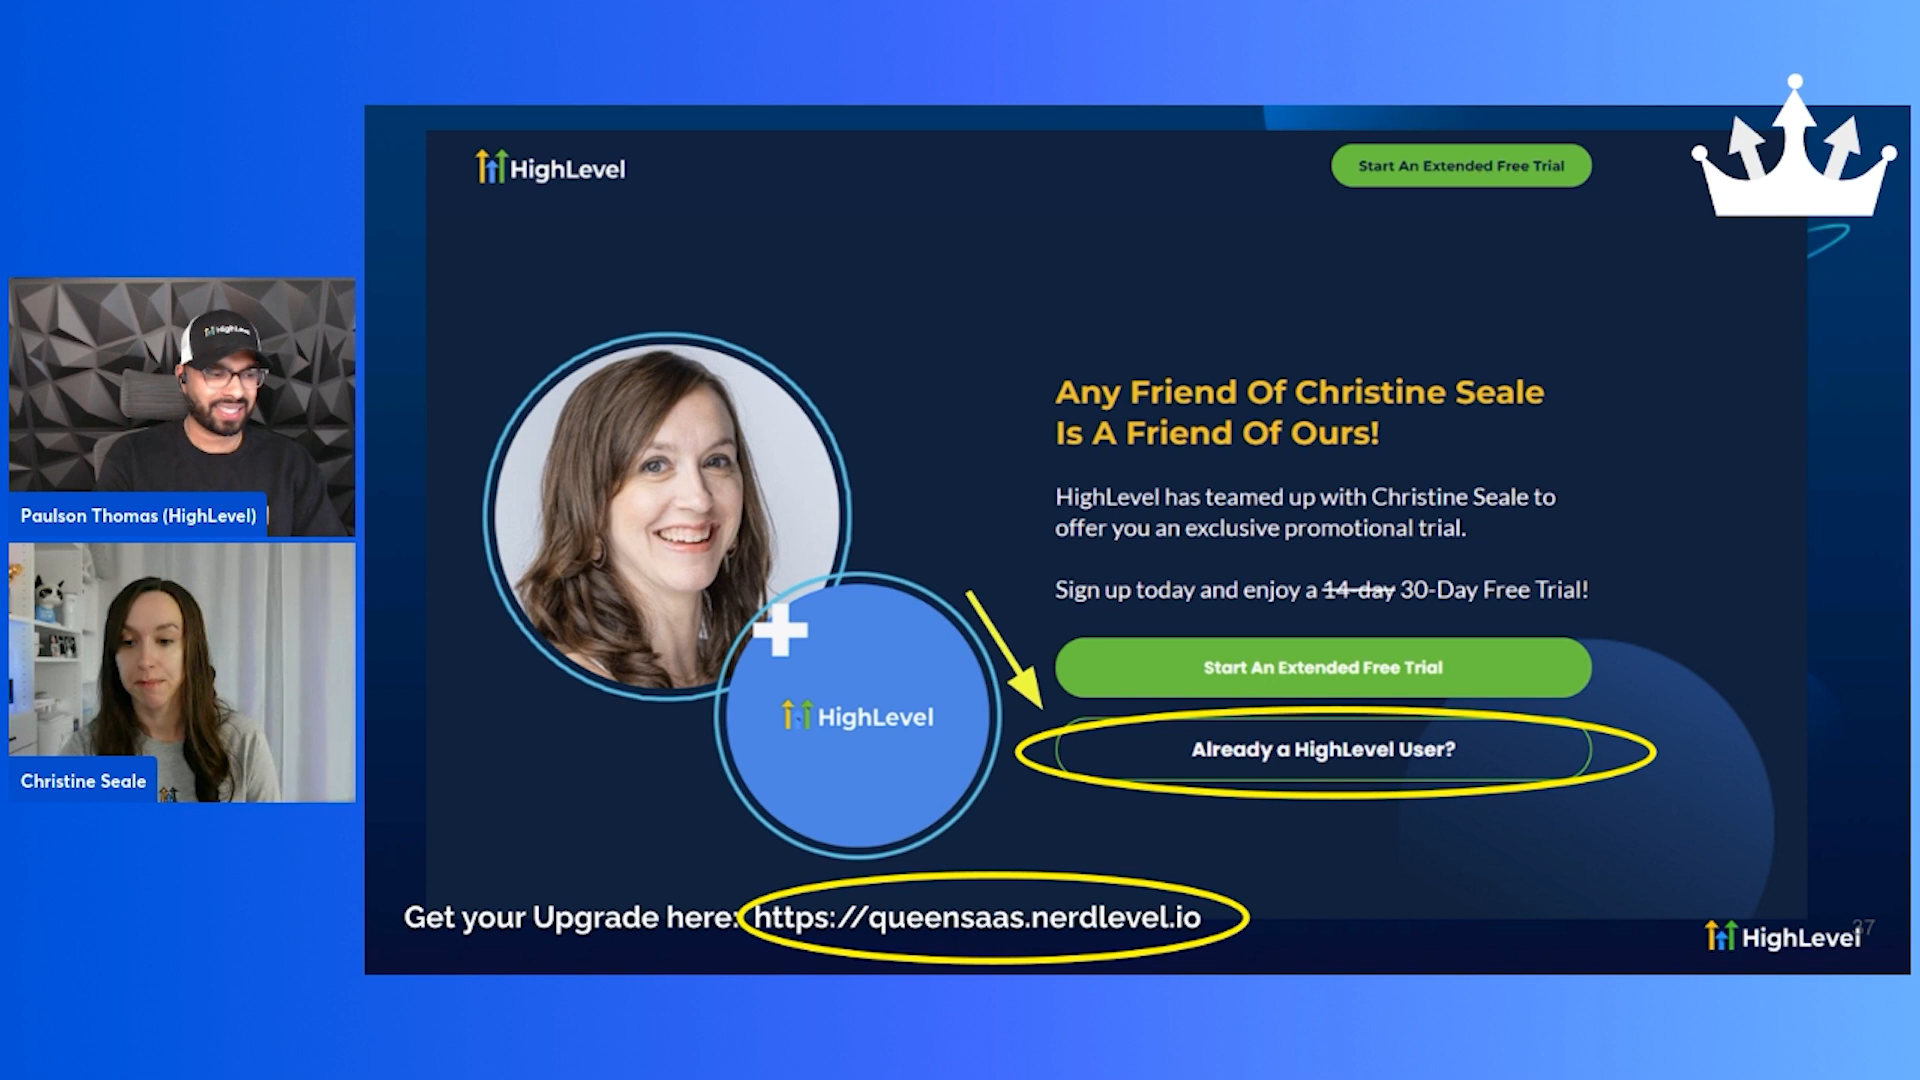 HighLevel
Start An Extended Free Trial
HighLevel
Paulson Thomas (HighLevel)
Christine Seale
Any Friend Of Christine Seale
Is A Friend Of Ours!
HighLevel has teamed up with Christine Seale to
offer you an exclusive promotional trial.
Sign up today and enjoy a 14-day 30-Day Free Trial!
Start An Extended Free Trial
HighLevel
Already a HighLevel User?
Get your Upgrade here: https://queensaas.nerdlevel.io
HighLevel
37